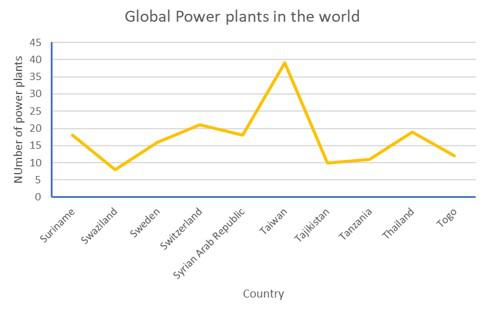 Global Power plants in the world
NUmber of power plants
45
40
35
30
25
20
15
10
5
0
Suriname
Swaziland
Sweden
Switzerland
Syrian Arab Republic
Taiwan
Tajikistan
Tanzania
Thailand
Togo
Country